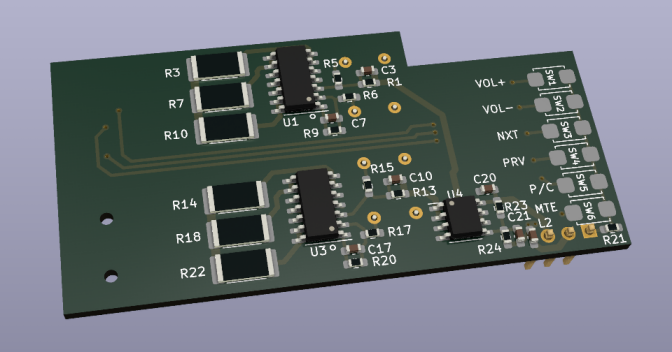 R3
R5
C3
R1
R7
R6
R10
U1
R9
C7
VOL+
SW1
VOL-
SW2
NXT
SW3
PRV
SW4
P/C
SW5
MTE
SW6
R15
C10
R13
R14
U4
C20
R23
C21
L2
R18
U3
R17
C17
R24
R21
R22
R20